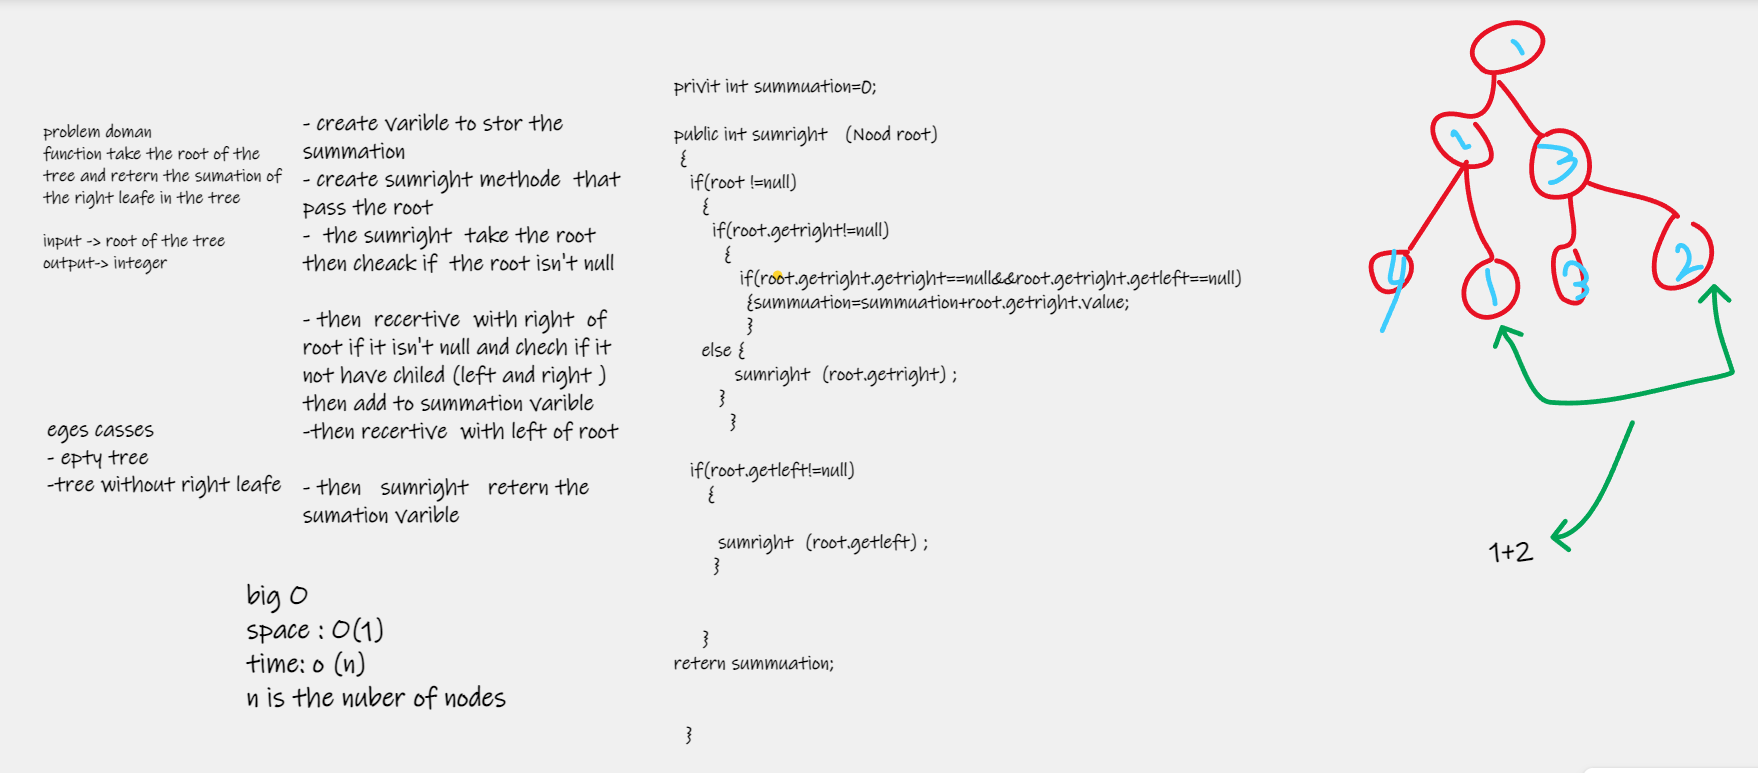 problem doman
function take the root of the
tree and retern the sumation of
the right leafe in the tree
input -> root of the tree
output-> integer
eges casses
- epty tree
-tree without right leafe
- create varible to stor the
summation
- create sumright methode that
pass the root
- the sumright take the root
then cheack if the root isn't null
- then recertive with right of
root if it isn't null and chech if it
not have chiled (left and right )
then add to summation varible
-then recertive with left of root
- then sumright retern the
sumation varible
big O
space : O(1)
time: o (n)
n is the nuber of nodes
privit int summuation=0;
public int sumright (Nood root)
{
if(root !=null)
{
if(root.getright!=null)
{
if(root.getright.getright==null&&root.getright.getleft==null)
{summuation=summuation+root.getright.value;
}
else {
sumright (root.getright) ;
}
}
if(root.getleft!=null)
{
sumright (root.getleft) ;
}
}
retern summuation;
}
3
4 1 3 2
1+2